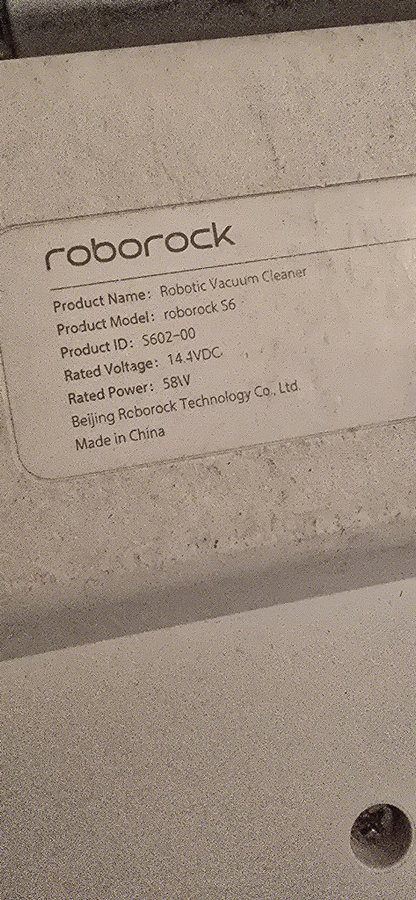 roborock
Product Name: Robotic Vacuum Cleaner
Product Model: roborock S6
Product ID: S602-00
Rated Voltage: 14.4VDC
Rated Power: 58W
Beijing Roborock Technology Co., Ltd.
Made in China